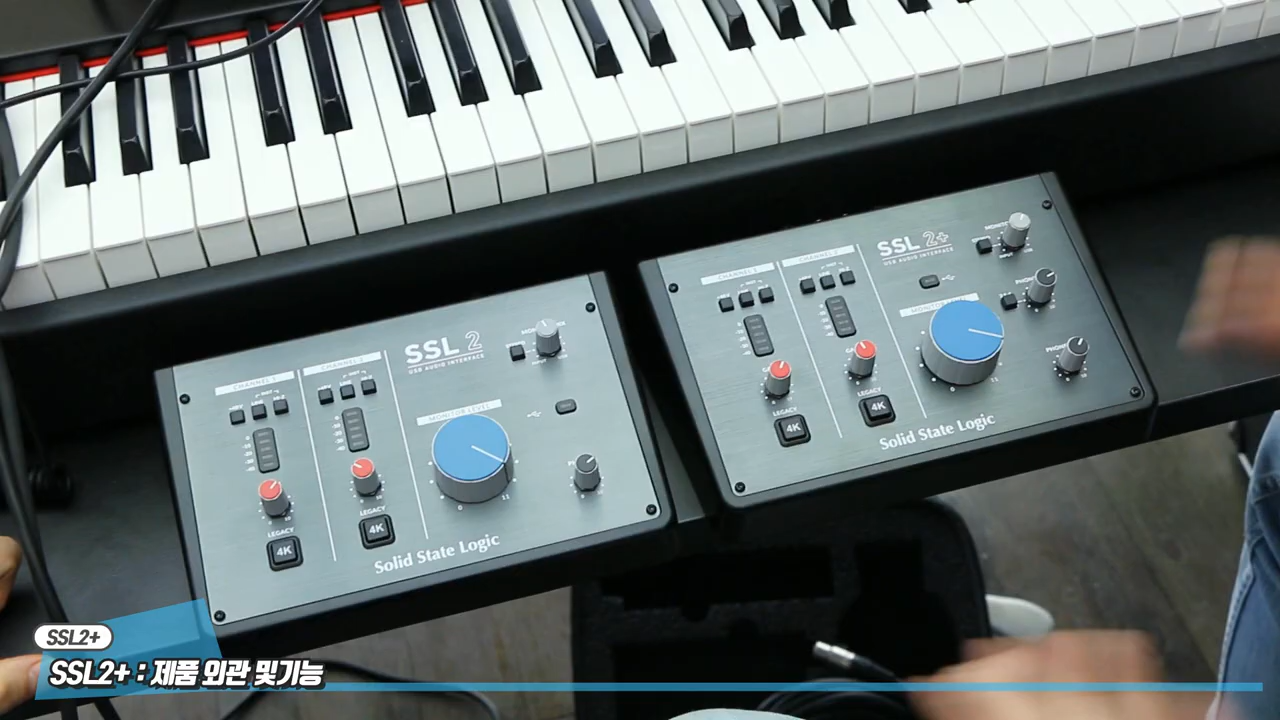 CHANNEL 1
CHANNEL 2
SSL 2
USB AUDIO INTERFACE
MONITOR LEVEL
LEGACY
4K
LEGACY
4K
Solid State Logic
CHANNEL 1
CHANNEL 2
SSL 2+
USB AUDIO INTERFACE
LEGACY
4K
LEGACY
4K
Solid State Logic
SSL2+
SSL2+ : 제품 외관 및기능